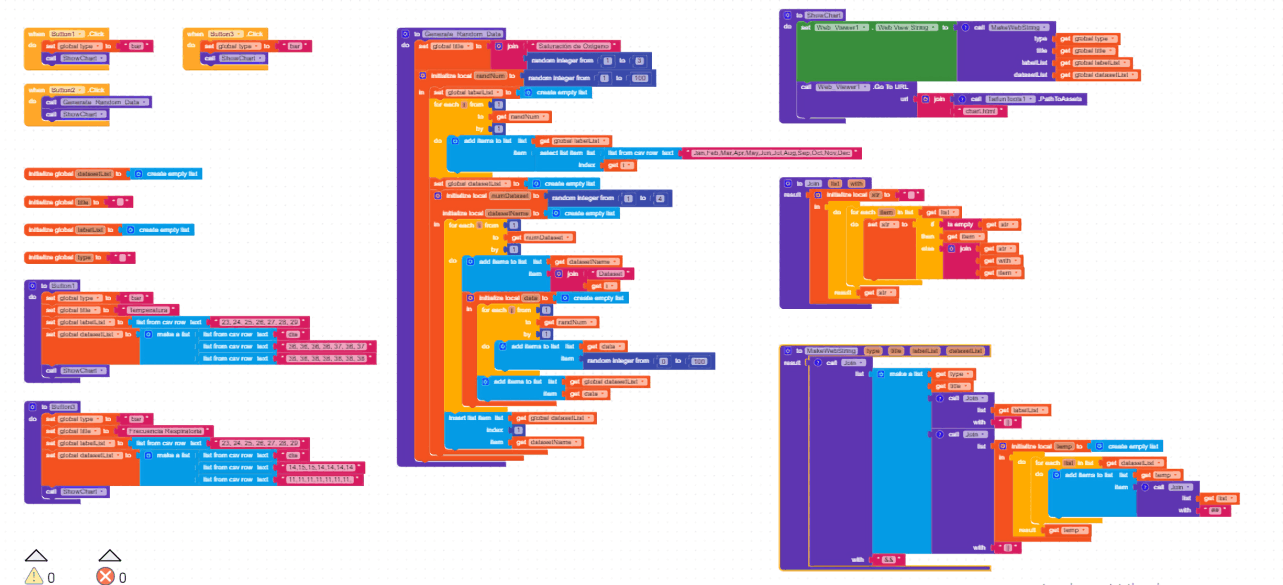 when Button1 .Click
do set global type to " bar "
call ShowChart
when Button3 .Click
do set global type to " bar "
call ShowChart
when Button2 .Click
do call Generate_Random_Data
call ShowChart
initialize global datasetList to create empty list
initialize global title to " "
initialize global labelList to create empty list
initialize global type to " "
to Button1
do set global type to " bar "
set global title to " temperatura "
set global labelList to list from csv row text " 23, 24, 25, 26, 27, 28, 29 "
set global datasetList to make a list list from csv row text
list from csv row text " 36, 36, 36, 36, 37, 36, 37 "
list from csv row text " 38, 38, 38, 38, 38, 38, 38 "
call ShowChart
to Button3
do set global type to " bar "
set global title to " Frecuencia Respiratoria "
set global labelList to list from csv row text " 23, 24, 25, 26, 27, 28, 29 "
set global datasetList to make a list list from csv row text
list from csv row text " 14,15,15,14,14,14,14 "
list from csv row text
call ShowChart
0
0
to Generate_Random_Data
do set global title to join " Saturación de Oxígeno "
random integer from 1 to 3
initialize local randNum to random integer from 1 to 100
in set global labelList to create empty list
for each i from 1
to get randNum
by 1
do add items to list list get global labelList
item select list item list list from csv row text " Jan,Feb,Mar,Apr,May,Jun,Jul,Aug,Sep,Oct,Nov,Dec "
index get i
set global datasetList to create empty list
initialize local numDataset to random integer from 1 to 4
initialize local datasetName to create empty list
in for each i from 1
to get numDataset
by 1
do add items to list list get datasetName
item join " Dataset "
get i
initialize local data to create empty list
in for each j from 1
to get randNum
by 1
do add items to list list get data
item random integer from 0 to 100
add items to list list get global datasetList
item get data
insert list item list get global datasetList
index 1
item get datasetName
to ShowChart
do set Web_Viewer1 . Web View String to call MakeWebString
type get global type
title get global title
labelList get global labelList
datasetList get global datasetList
call Web_Viewer1 .Go To URL
url join call .PathToAssets
" chart.html "
to Join list with
result initialize local str to " "
in do for each item in list get list
do set str to if is empty get str
then get item
else join get str
get with
get item
result get str
to MakeWebString type title labelList datasetList
result call Join
list make a list get type
get title
call Join
list get labelList
with " | "
call Join
list initialize local temp to create empty list
in do for each list in list get datasetList
do add items to list list get temp
item call Join
list get list
with " ## "
result get temp
with " | "
with " && "